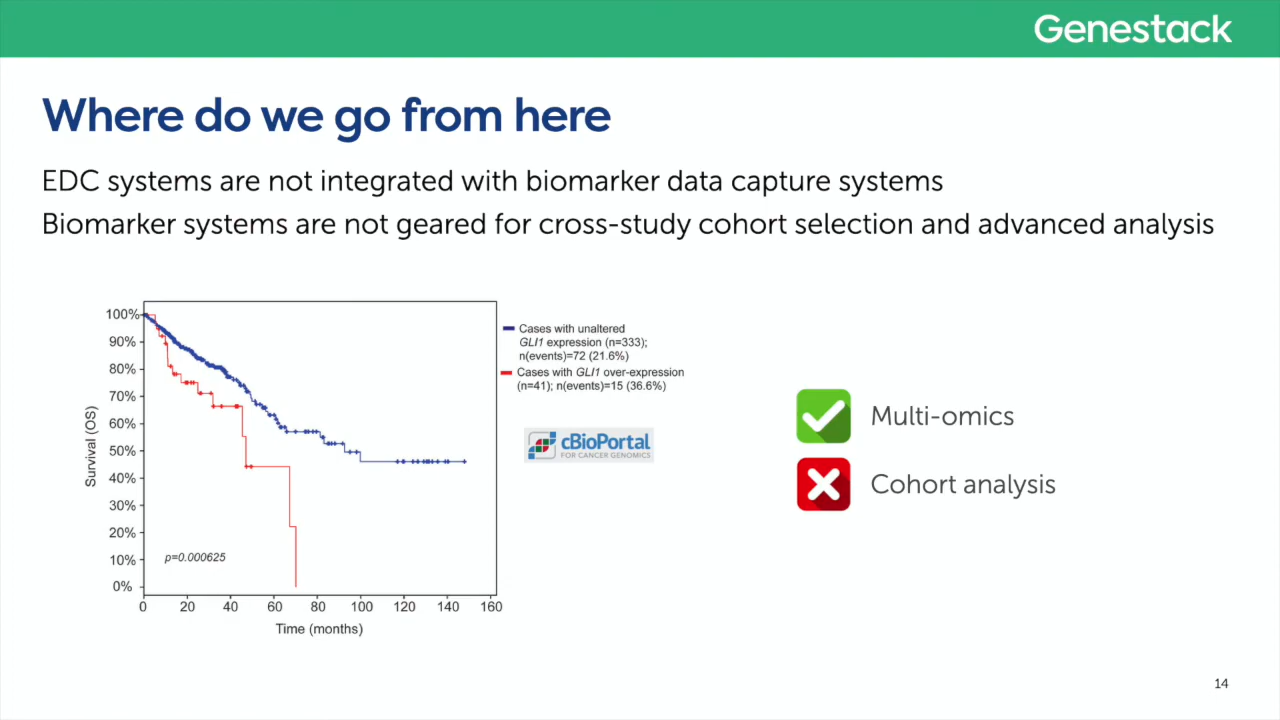 Genestack
Where do we go from here
EDC systems are not integrated with biomarker data capture systems
Biomarker systems are not geared for cross-study cohort selection and advanced analysis
100%
90%
80%
70%
60%
50%
40%
30%
20%
10%
0%
Survival (OS)
p=0.000625
0 20 40 60 80 100 120 140 160
Time (months)
Cases with unaltered
GLI1 expression (n=333);
n(events)=72 (21.6%)
Cases with GLI1 over-expression
(n=41); n(events)=15 (36.6%)
cBioPortal
FOR CANCER GENOMICS
Multi-omics
Cohort analysis
14